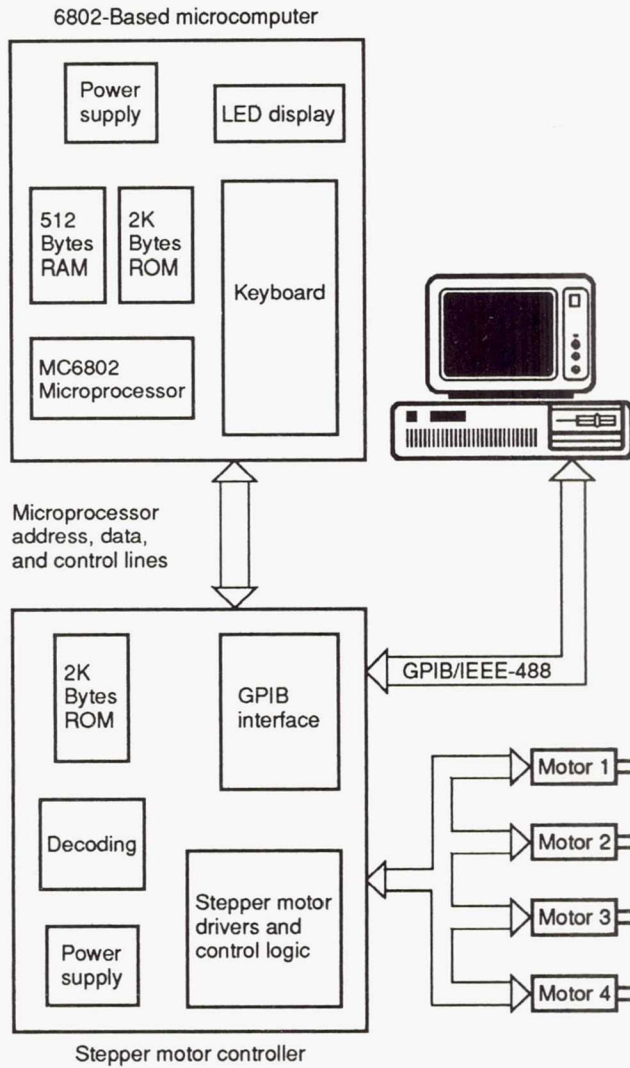 6802-Based microcomputer
Power
supply
LED display
512
Bytes
RAM
2K
Bytes
ROM
Keyboard
MC6802
Microprocessor
Microprocessor
address, data,
and control lines
2K
Bytes
ROM
GPIB
interface
GPIB/IEEE-488
Decoding
Stepper motor
drivers and
control logic
Power
supply
Motor 1
Motor 2
Motor 3
Motor 4
Stepper motor controller